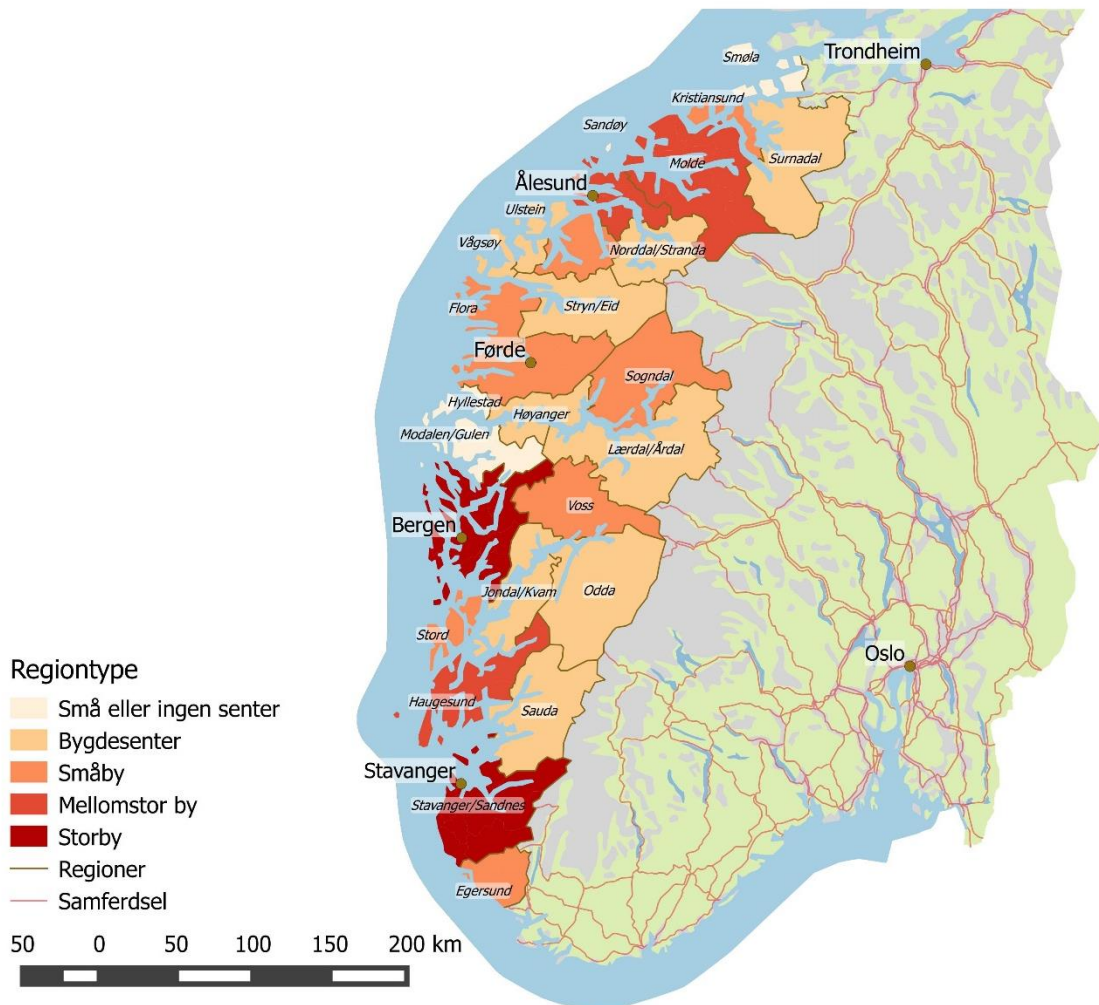 Trondheim
Smøla
Kristiansund
Sandøy
Surnadal
Molde
Ålesund
Ulstein
Vågsøy
Norddal/Stranda
Stryn/Eid
Flora
Førde
Sogndal
Hyllestad
Høyanger
Modalen/Gulen
Lærdal/Årdal
Voss
Bergen
Jondal/Kvam
Odda
Stord
Oslo
Haugesund
Sauda
Stavanger
Stavanger/Sandnes
Egersund
Regiontype
Små eller ingen senter
Bygdesenter
Småby
Mellomstor by
Storby
Regioner
Samferdsel
50 0 50 100 150 200 km